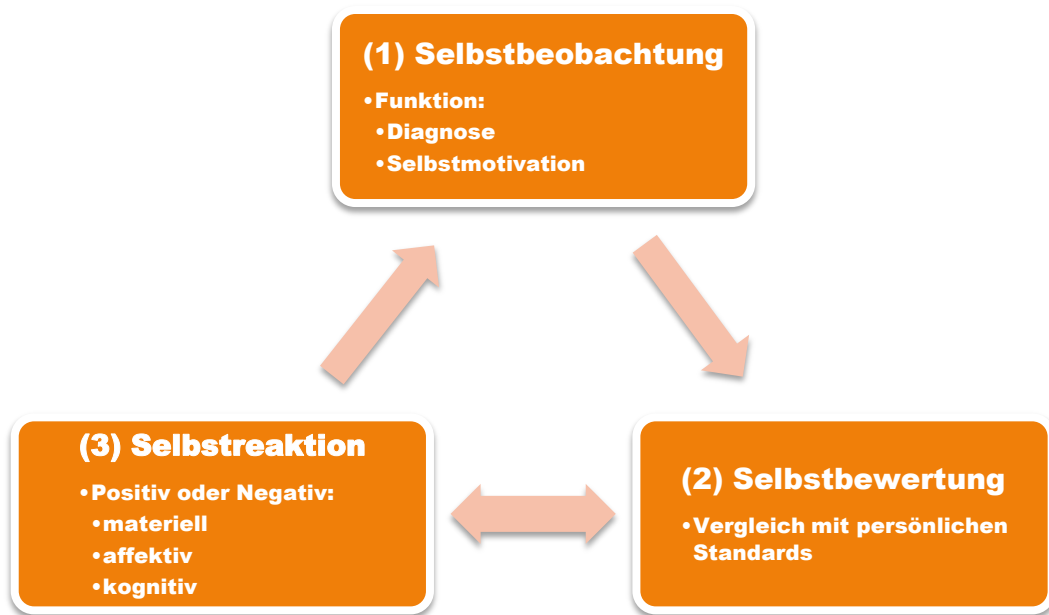 (1) Selbstbeobachtung
•Funktion:
•Diagnose
•Selbstmotivation
(3) Selbstreaktion
•Positiv oder Negativ:
•materiell
•affektiv
•kognitiv
(2) Selbstbewertung
•Vergleich mit persönlichen
Standards